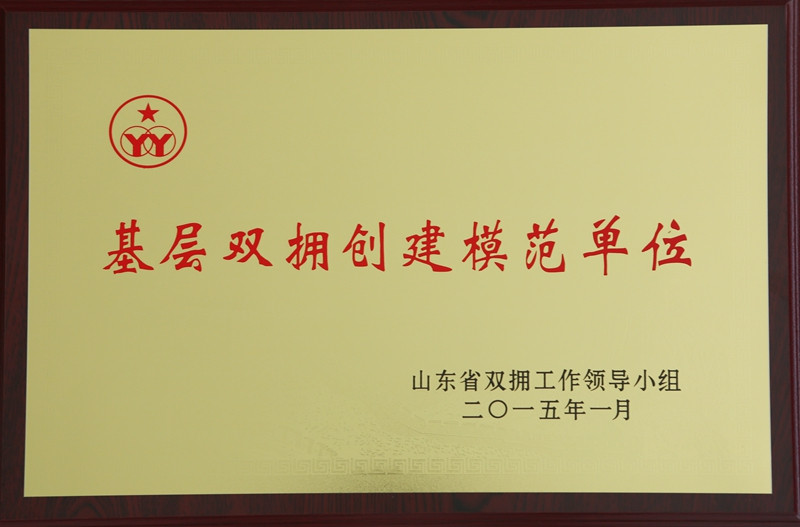 YY
基层双拥创建模范单位
山东省双拥工作领导小组
二〇一五年一月